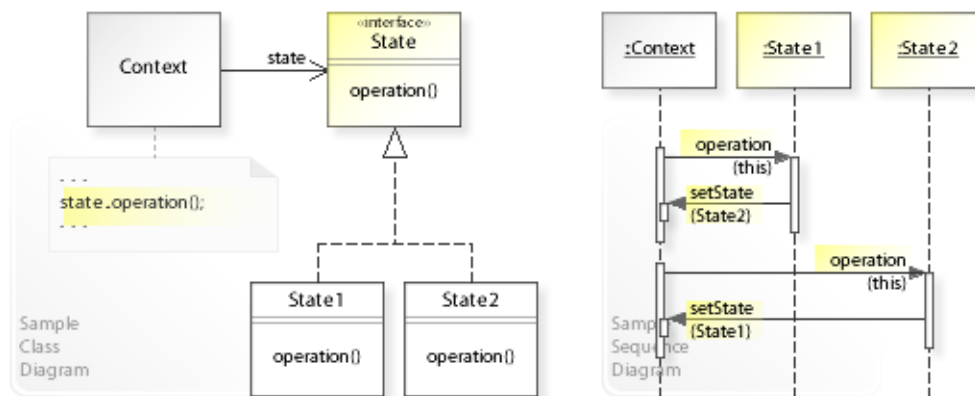 «interface»
State
Context
state
operation()
- - -
state.operation();
- - -
State1
operation()
State2
operation()
Sample
Class
Diagram
:Context
:State1
:State2
operation
(this)
setState
(State2)
operation
(this)
setState
(State1)
Sample
Sequence
Diagram